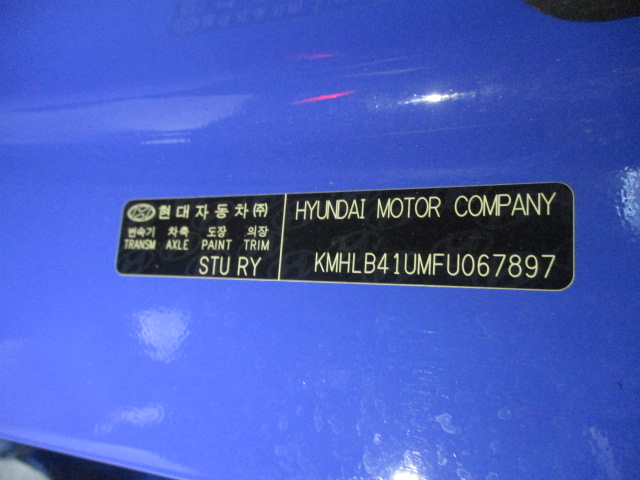 현대자동차㈜
변속기 차축 도장 의장
TRANSM AXLE PAINT TRIM
STU RY
HYUNDAI MOTOR COMPANY
KMHLB41UMFU067897